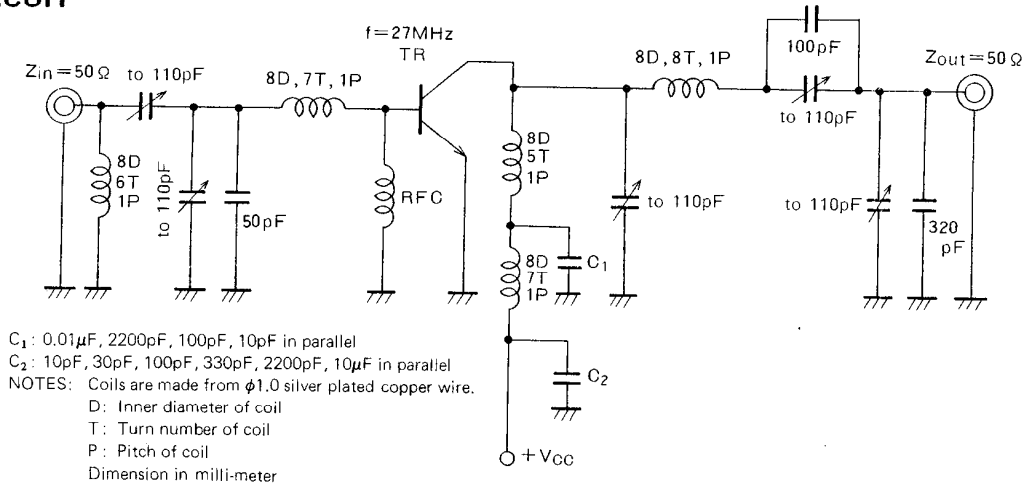 f=27MHz
TR
Zin=50Ω
to 110pF
8D, 7T, 1P
8D
6T
1P
to 110pF
50pF
RFC
8D, 8T, 1P
100pF
to 110pF
Zout=50Ω
8D
5T
1P
to 110pF
to 110pF
320
pF
8D
7T
1P
C₁
C₂
+VCC
C₁: 0.01μF, 2200pF, 100pF, 10pF in parallel
C₂: 10pF, 30pF, 100pF, 330pF, 2200pF, 10μF in parallel
NOTES: Coils are made from φ1.0 silver plated copper wire.
D: Inner diameter of coil
T: Turn number of coil
P: Pitch of coil
Dimension in milli-meter